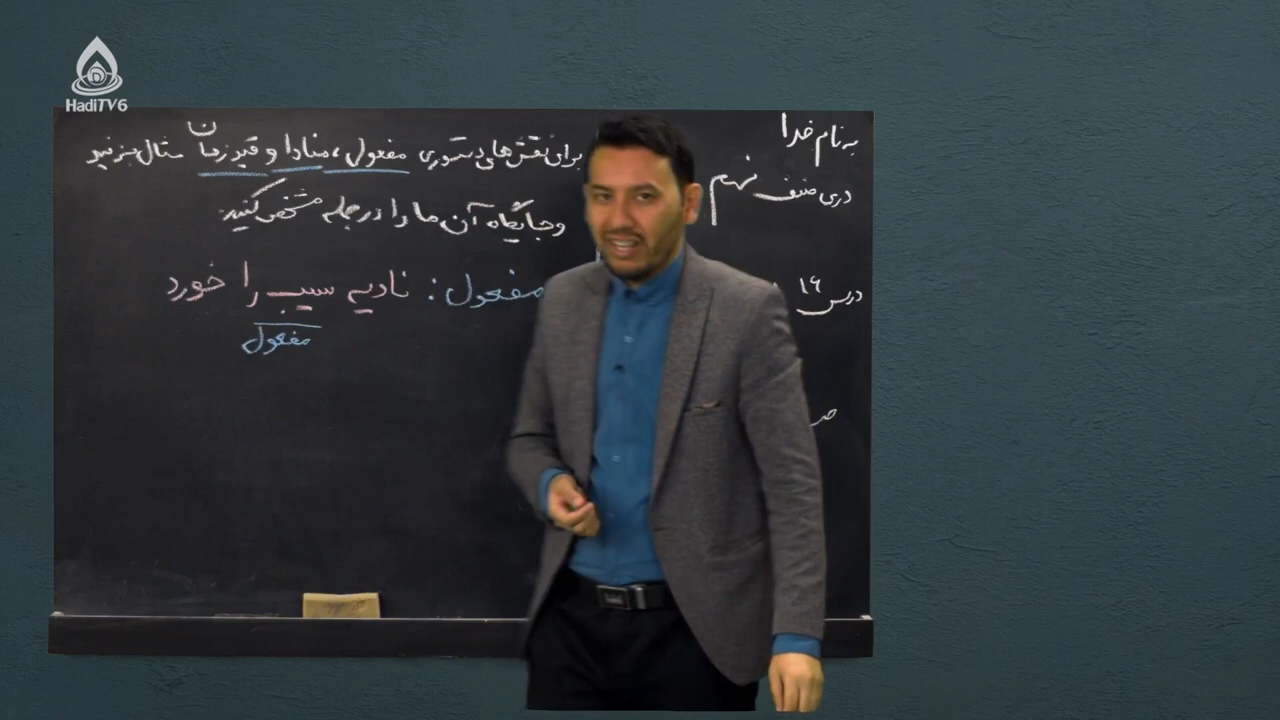 HadiTV6
به نام خدا
دری صنف نهم
درس ۱۶
برای نقش‌های دستوری مفعول، منادا و قید زمان مثال بزنید
و جایگاه آن ها را در جمله مشخص کنید.
مفعول: نادیه سیب را خورد
مفعول